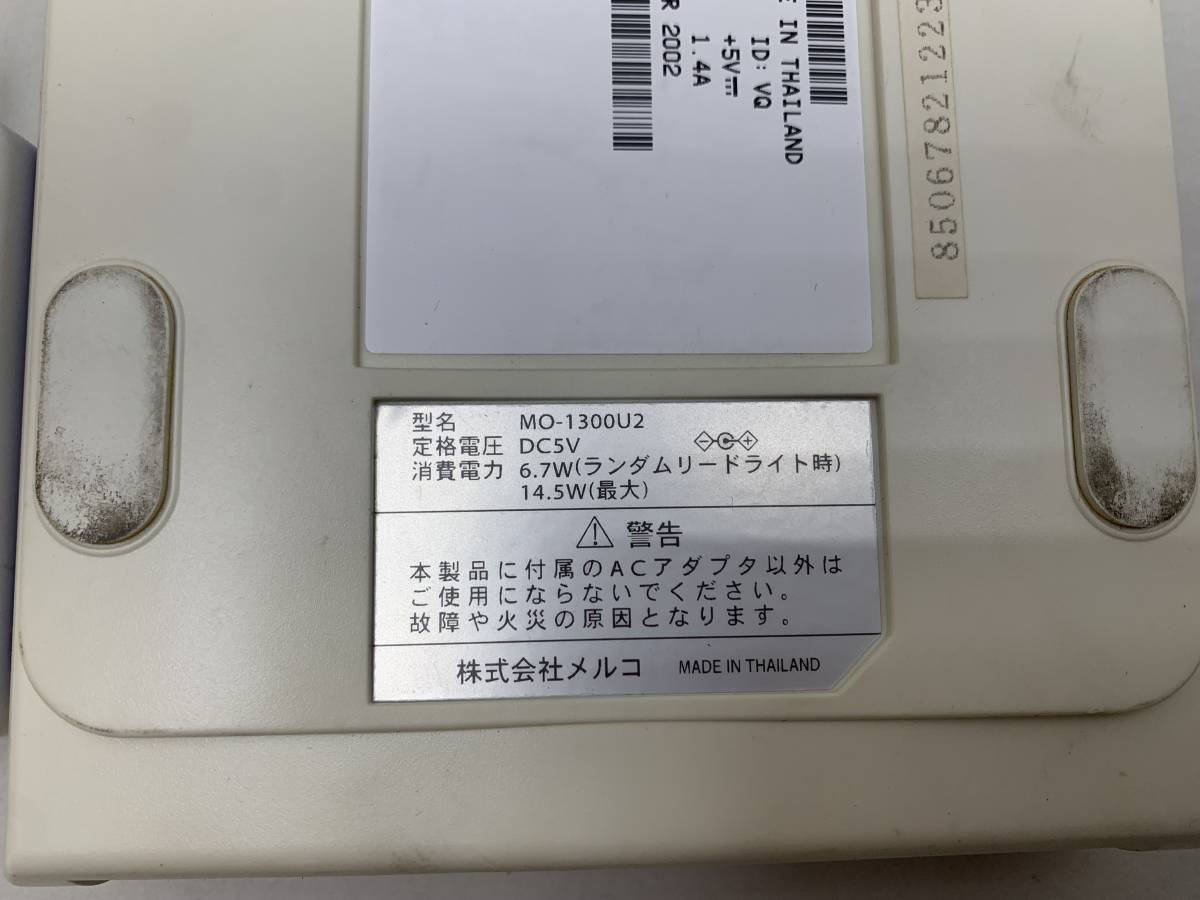 IN THAILAND
ID: VQ
+5V
1.4A
2002
8506782122
型名 MO-1300U2
定格電圧 DC5V
消費電力 6.7W(ランダムリードライト時)
14.5W(最大)
警告
本製品に付属のACアダプタ以外は
ご使用にならないでください。
故障や火災の原因となります。
株式会社メルコ MADE IN THAILAND